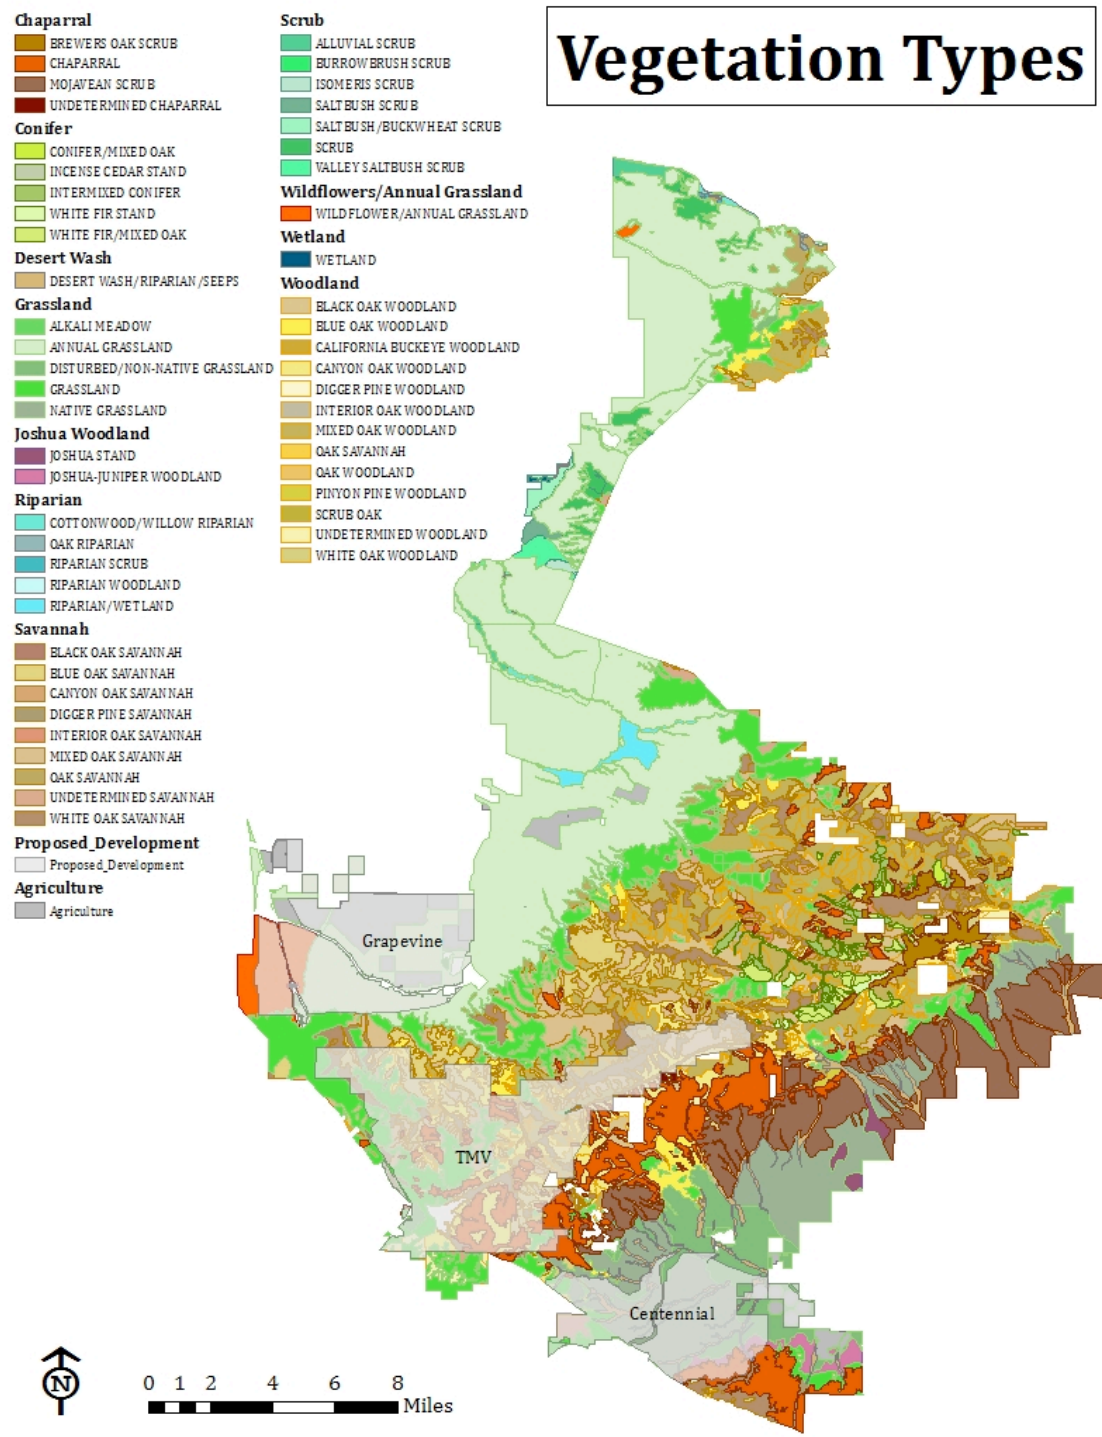 Vegetation Types
Chaparral
BREWERS OAK SCRUB
CHAPARRAL
MOJAVEAN SCRUB
UNDETERMINED CHAPARRAL
Conifer
CONIFER/MIXED OAK
INCENSE CEDAR STAND
INTERMIXED CONIFER
WHITE FIR STAND
WHITE FIR/MIXED OAK
Desert Wash
DESERT WASH/RIPARIAN/SEEPS
Grassland
ALKALI MEADOW
ANNUAL GRASSLAND
DISTURBED/NON-NATIVE GRASSLAND
GRASSLAND
NATIVE GRASSLAND
Joshua Woodland
JOSHUA STAND
JOSHUA-JUNIPER WOODLAND
Riparian
COTTONWOOD/WILLOW RIPARIAN
OAK RIPARIAN
RIPARIAN SCRUB
RIPARIAN WOODLAND
RIPARIAN/WETLAND
Savannah
BLACK OAK SAVANNAH
BLUE OAK SAVANNAH
CANYON OAK SAVANNAH
DIGGER PINE SAVANNAH
INTERIOR OAK SAVANNAH
MIXED OAK SAVANNAH
OAK SAVANNAH
UNDETERMINED SAVANNAH
WHITE OAK SAVANNAH
Proposed_Development
Proposed_Development
Agriculture
Agriculture
Scrub
ALLUVIAL SCRUB
BURROWBRUSH SCRUB
ISOMERIS SCRUB
SALTBUSH SCRUB
SALTBUSH/BUCKWHEAT SCRUB
SCRUB
VALLEY SALTBUSH SCRUB
Wildflowers/Annual Grassland
WILDFLOWER/ANNUAL GRASSLAND
Wetland
WETLAND
Woodland
BLACK OAK WOODLAND
BLUE OAK WOODLAND
CALIFORNIA BUCKEYE WOODLAND
CANYON OAK WOODLAND
DIGGER PINE WOODLAND
INTERIOR OAK WOODLAND
MIXED OAK WOODLAND
OAK SAVANNAH
OAK WOODLAND
PINYON PINE WOODLAND
SCRUB OAK
UNDETERMINED WOODLAND
WHITE OAK WOODLAND
Grapevine
TMV
Centennial
N
0 1 2 4 6 8
Miles